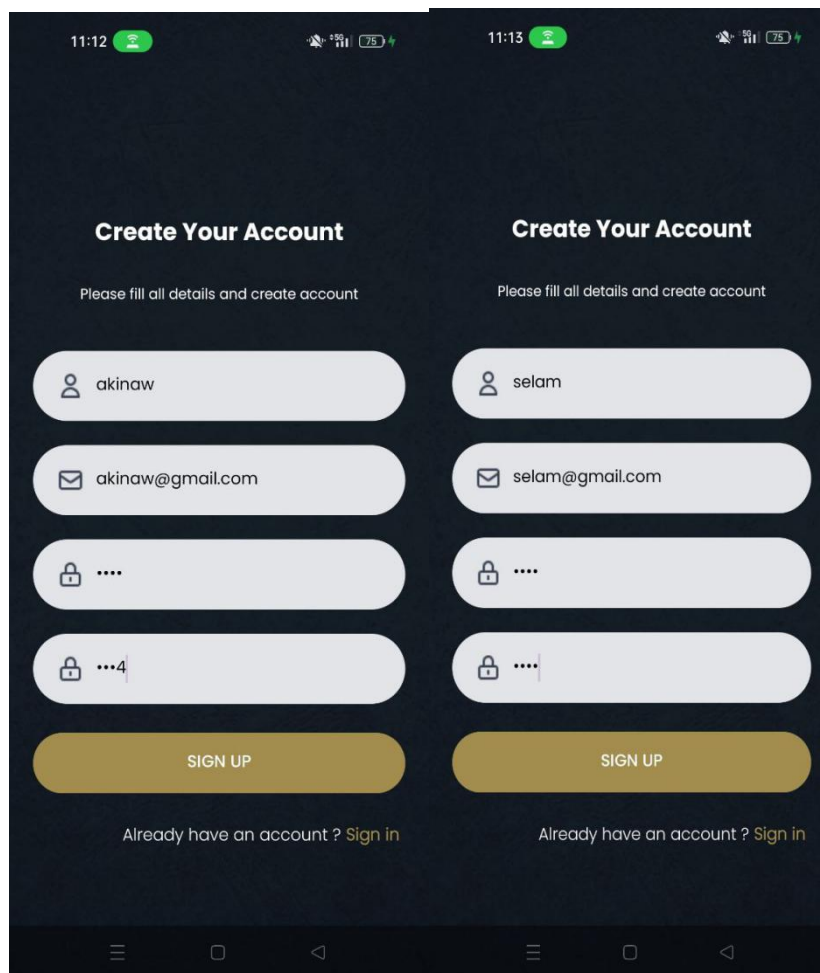 11:12
5G
75
Create Your Account
Please fill all details and create account
akinaw
akinaw@gmail.com
••••
•••4
SIGN UP
Already have an account ? Sign in
11:13
5G
75
Create Your Account
Please fill all details and create account
selam
selam@gmail.com
••••
••••
SIGN UP
Already have an account ? Sign in